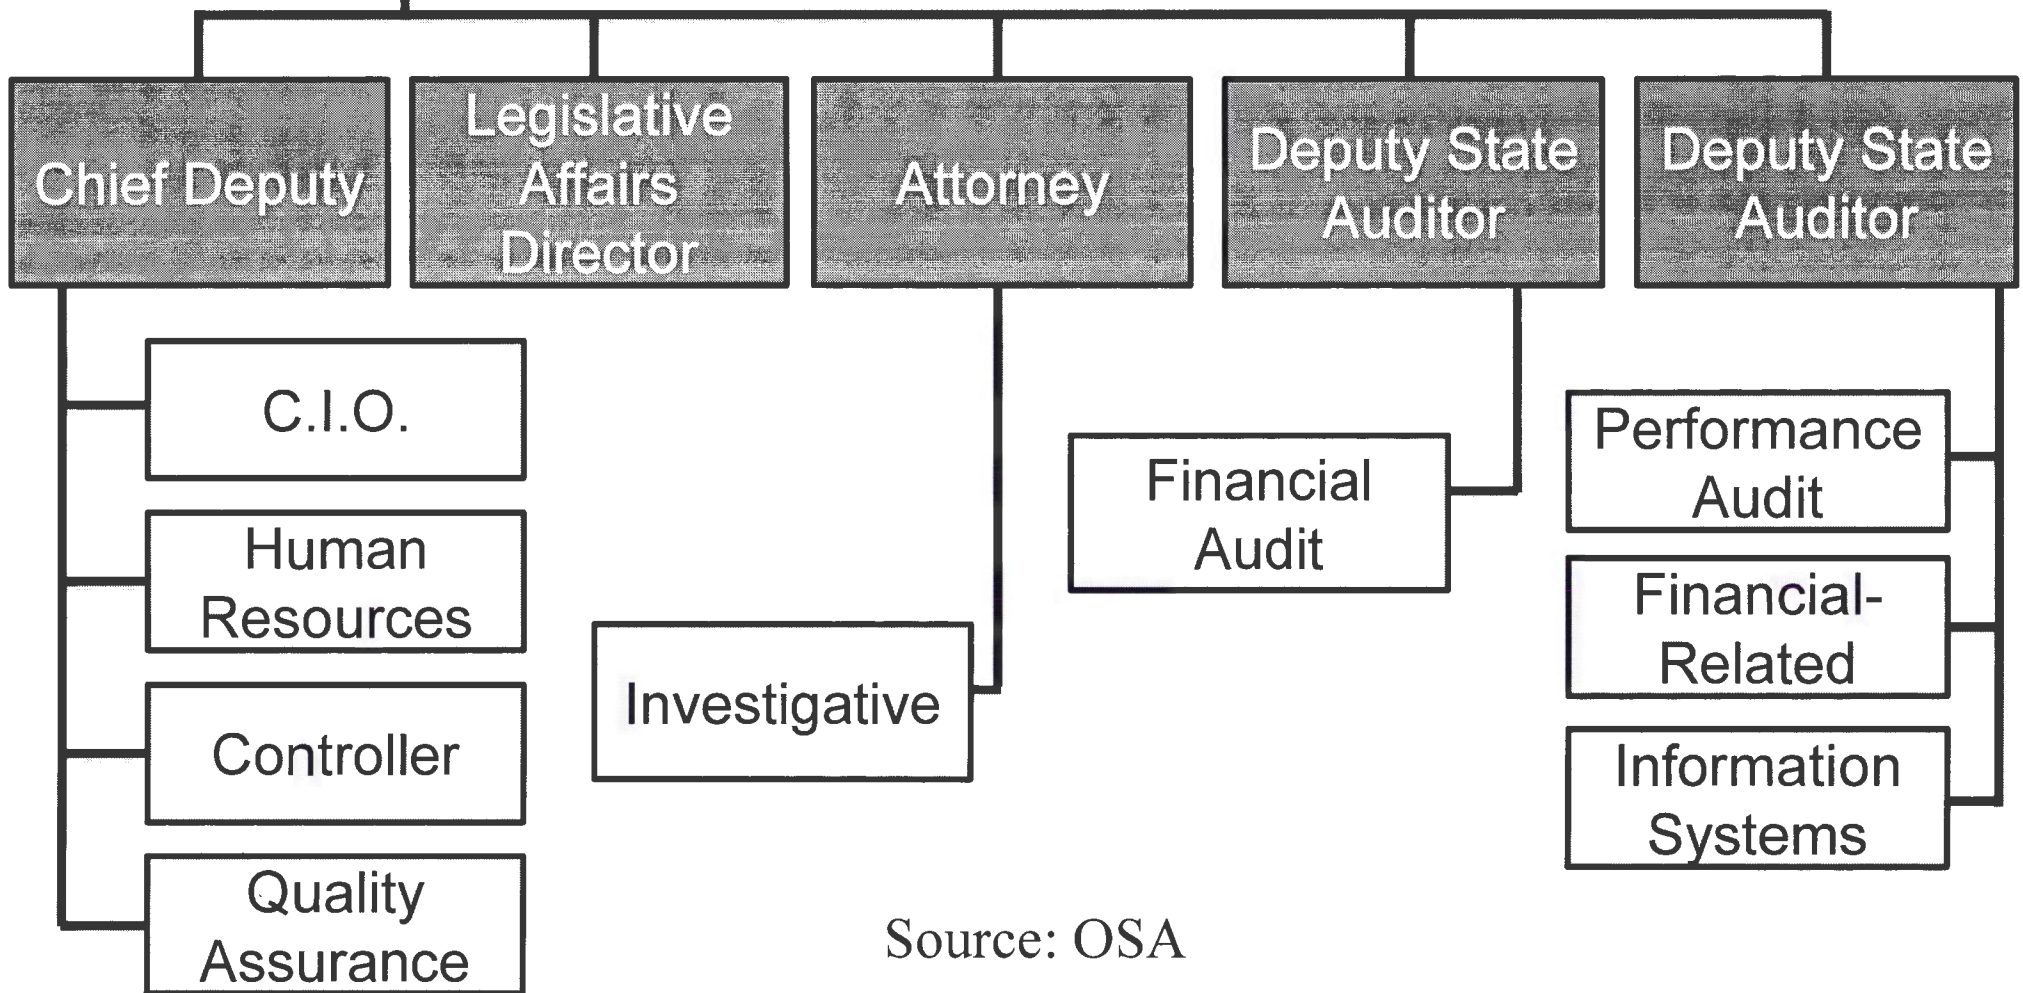 Chief Deputy
Legislative
Affairs
Director
Attorney
Deputy State
Auditor
Deputy State
Auditor
C.I.O.
Human
Resources
Controller
Quality
Assurance
Investigative
Financial
Audit
Performance
Audit
Financial-
Related
Information
Systems
Source: OSA